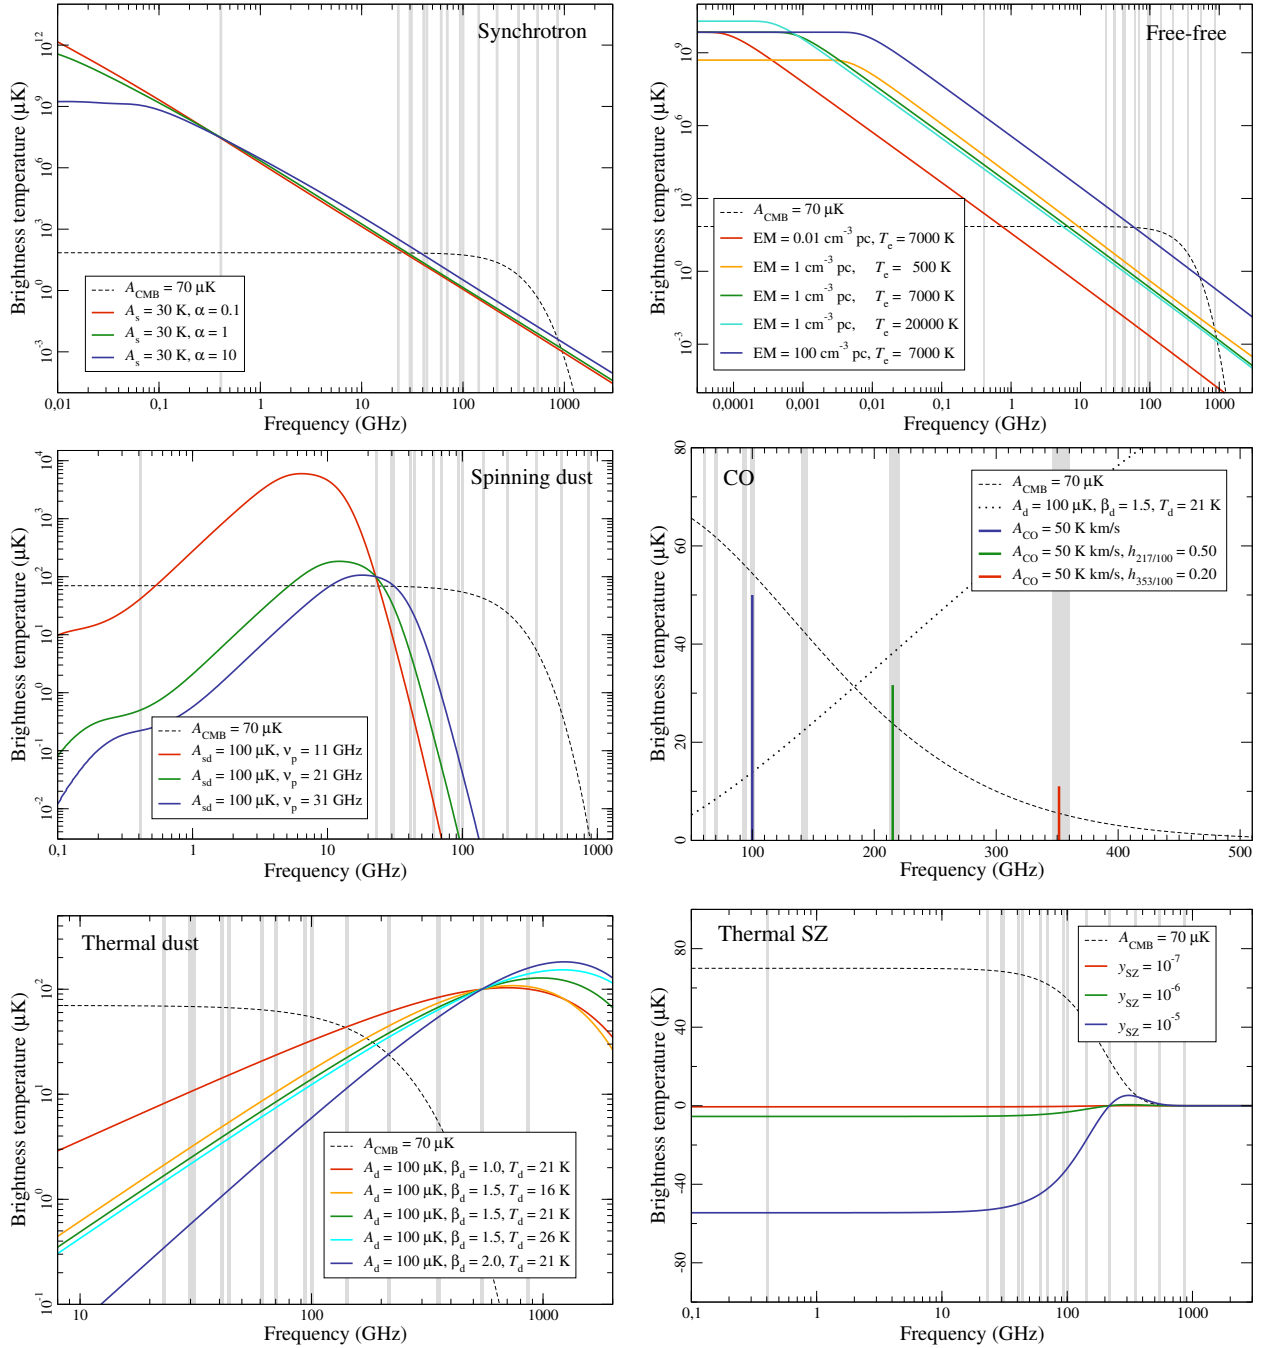 Synchrotron
Brightness temperature (μK)
10^12
10^9
10^6
10^3
10^0
10^-3
A_CMB = 70 μK
A_s = 30 K, α = 0.1
A_s = 30 K, α = 1
A_s = 30 K, α = 10
0,01 0,1 1 10 100 1000
Frequency (GHz)
Free-free
Brightness temperature (μK)
10^9
10^6
10^3
10^0
10^-3
A_CMB = 70 μK
EM = 0.01 cm^-3 pc, T_e = 7000 K
EM = 1 cm^-3 pc, T_e = 500 K
EM = 1 cm^-3 pc, T_e = 7000 K
EM = 1 cm^-3 pc, T_e = 20000 K
EM = 100 cm^-3 pc, T_e = 7000 K
0,0001 0,001 0,01 0,1 1 10 100 1000
Frequency (GHz)
Spinning dust
Brightness temperature (μK)
10^4
10^3
10^2
10^1
10^0
10^-1
10^-2
A_CMB = 70 μK
A_sd = 100 μK, ν_p = 11 GHz
A_sd = 100 μK, ν_p = 21 GHz
A_sd = 100 μK, ν_p = 31 GHz
0,1 1 10 100 1000
Frequency (GHz)
CO
Brightness temperature (μK)
80
60
40
20
0
A_CMB = 70 μK
A_d = 100 μK, β_d = 1.5, T_d = 21 K
A_CO = 50 K km/s
A_CO = 50 K km/s, h_217/100 = 0.50
A_CO = 50 K km/s, h_353/100 = 0.20
100 200 300 400 500
Frequency (GHz)
Thermal dust
Brightness temperature (μK)
10^2
10^1
10^0
10^-1
A_CMB = 70 μK
A_d = 100 μK, β_d = 1.0, T_d = 21 K
A_d = 100 μK, β_d = 1.5, T_d = 16 K
A_d = 100 μK, β_d = 1.5, T_d = 21 K
A_d = 100 μK, β_d = 1.5, T_d = 26 K
A_d = 100 μK, β_d = 2.0, T_d = 21 K
10 100 1000
Frequency (GHz)
Thermal SZ
Brightness temperature (μK)
80
40
0
-40
-80
A_CMB = 70 μK
y_SZ = 10^-7
y_SZ = 10^-6
y_SZ = 10^-5
0,1 1 10 100 1000
Frequency (GHz)